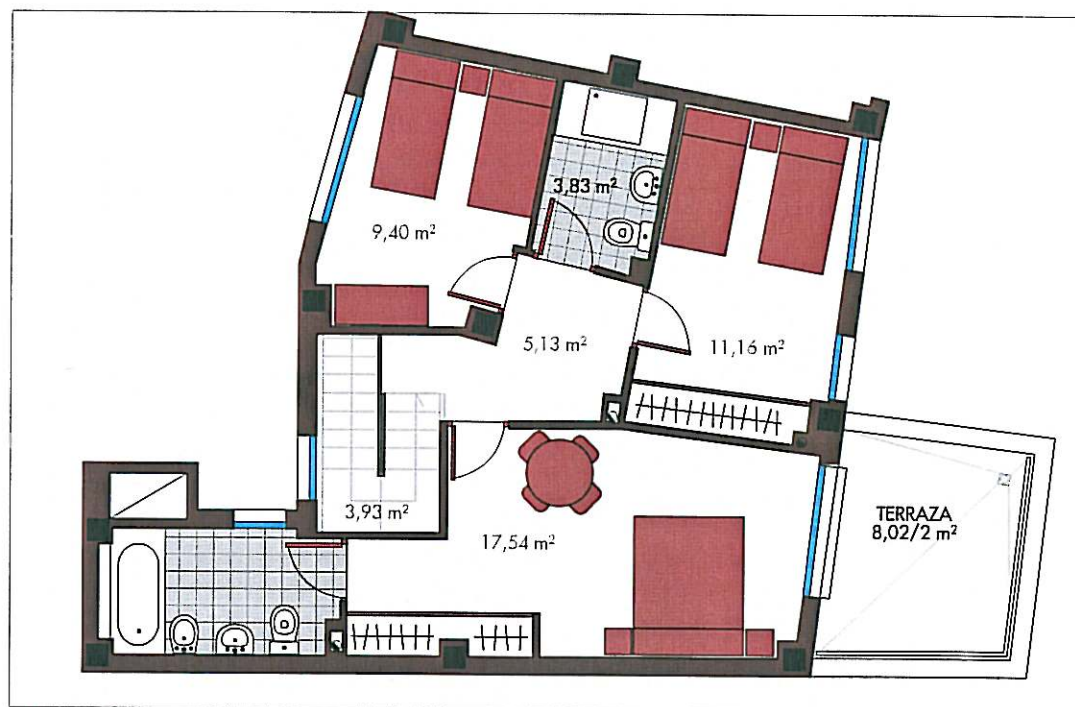 3,83 m²
9,40 m²
5,13 m²
11,16 m²
3,93 m²
17,54 m²
TERRAZA
8,02/2 m²